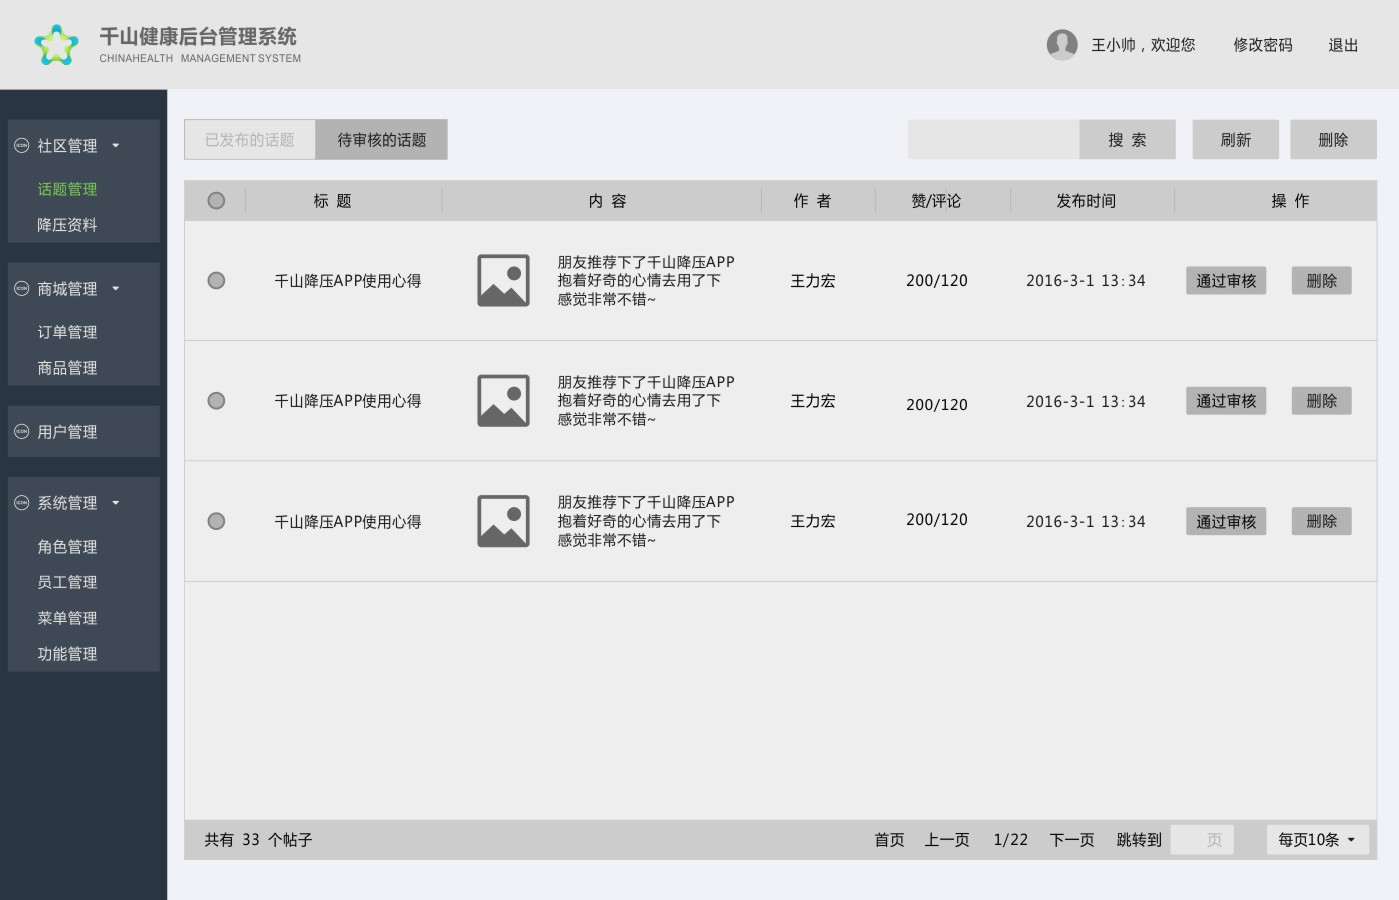 千山健康后台管理系统
CHINAHEALTH MANAGEMENT SYSTEM
王小帅，欢迎您 修改密码 退出
社区管理
话题管理
降压资料
商城管理
订单管理
商品管理
用户管理
系统管理
角色管理
员工管理
菜单管理
功能管理
已发布的话题 待审核的话题 搜 索 刷新 删除
标 题 内 容 作 者 赞/评论 发布时间 操 作
千山降压APP使用心得
朋友推荐下了千山降压APP
抱着好奇的心情去用了下
感觉非常不错~
王力宏 200/120 2016-3-1 13:34 通过审核 删除
千山降压APP使用心得
朋友推荐下了千山降压APP
抱着好奇的心情去用了下
感觉非常不错~
王力宏 200/120 2016-3-1 13:34 通过审核 删除
千山降压APP使用心得
朋友推荐下了千山降压APP
抱着好奇的心情去用了下
感觉非常不错~
王力宏 200/120 2016-3-1 13:34 通过审核 删除
共有 33 个帖子 首页 上一页 1/22 下一页 跳转到 页 每页10条